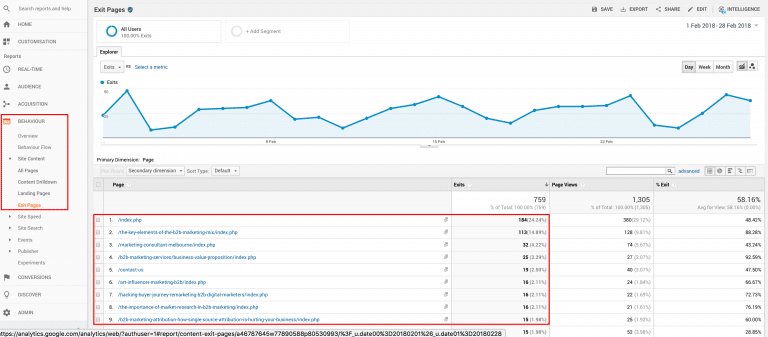 Search reports and help
HOME
CUSTOMISATION
Reports
REAL-TIME
AUDIENCE
ACQUISITION
BEHAVIOUR
Overview
Behaviour Flow
Site Content
All Pages
Content Drilldown
Landing Pages
Exit Pages
Site Speed
Site Search
Events
Publisher
Experiments
CONVERSIONS
DISCOVER
ADMIN
Exit Pages
SAVE EXPORT SHARE EDIT INTELLIGENCE
All Users
100.00% Exits
+ Add Segment
1 Feb 2018 - 28 Feb 2018
Explorer
Exits vs Select a metric
Day Week Month
Exits
8 Feb 15 Feb 22 Feb
Primary Dimension: Page
Plot Rows Secondary dimension Sort Type: Default
advanced
Page Exits Page Views % Exit
759 1,305 58.16%
% of Total: 100.00% (759) % of Total: 100.00% (1,305) Avg for View: 58.16% (0.00%)
1. /index.php 184 (24.24%) 380 (29.12%) 48.42%
2. /the-key-elements-of-the-b2b-marketing-mix/index.php 113 (14.89%) 128 (9.81%) 88.28%
3. /marketing-consultant-melbourne/index.php 32 (4.22%) 74 (5.67%) 43.24%
4. /b2b-marketing-services/business-value-proposition/index.php 25 (3.29%) 27 (2.07%) 92.59%
5. /contact-us 19 (2.50%) 40 (3.07%) 47.50%
6. /art-influencer-marketing-b2b/index.php 16 (2.11%) 24 (1.84%) 66.67%
7. /hacking-buyer-journey-remarketing-b2b-digital-marketers/index.php 16 (2.11%) 22 (1.69%) 72.73%
8. /the-importance-of-market-research-in-b2b-marketing/index.php 16 (2.11%) 21 (1.61%) 76.19%
9. /b2b-marketing-attribution-how-single-source-attribution-is-hurting-your-business/index.php 15 (1.98%) 25 (1.92%) 60.00%
15 (1.98%) 52 (3.98%) 28.85%
https://analytics.google.com/analytics/web/?authuser=1#report/content-exit-pages/a46787645w77890588p80530993/%3F_u.date00%3D20180201%26_u.date01%3D20180228